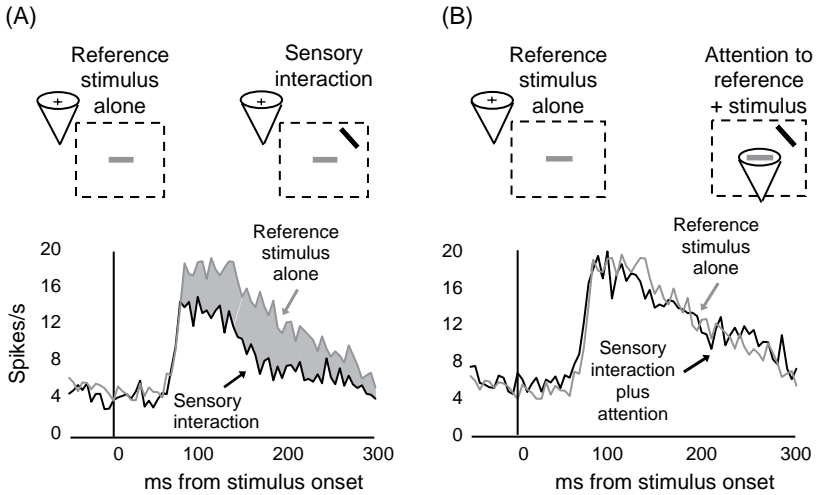 (A)
Reference
stimulus
alone
Sensory
interaction
+
+
20
16
12
8
4
0
Spikes/s
Reference
stimulus
alone
Sensory
interaction
0 100 200 300
ms from stimulus onset
(B)
Reference
stimulus
alone
Attention to
reference
+ stimulus
+
20
16
12
8
4
0
Reference
stimulus
alone
Sensory
interaction
plus
attention
0 100 200 300
ms from stimulus onset